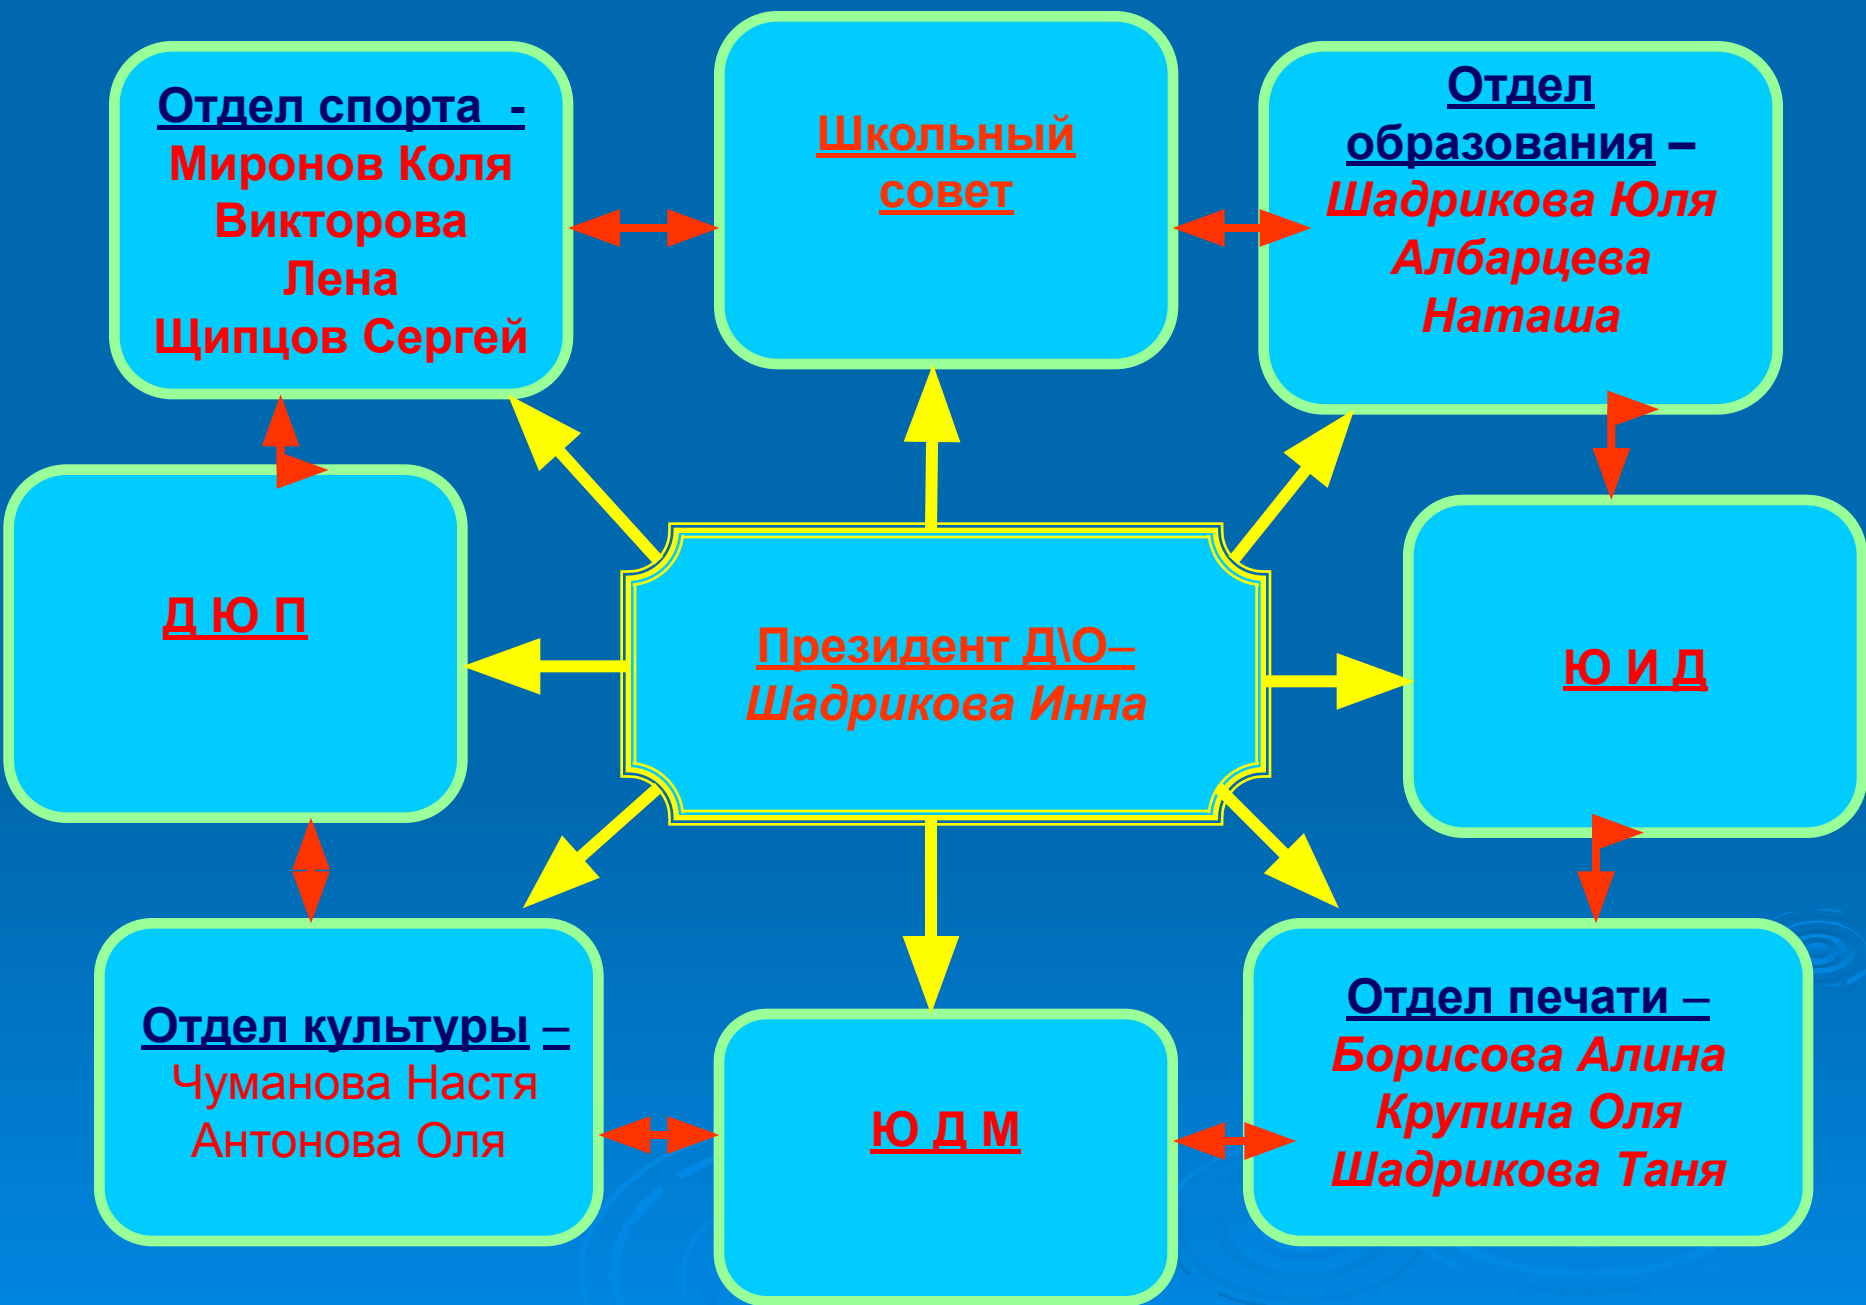 Отдел спорта -
Миронов Коля
Викторова
Лена
Щипцов Сергей
Школьный
совет
Отдел
образования –
Шадрикова Юля
Албарцева
Наташа
Д Ю П
Президент Д\О–
Шадрикова Инна
Ю И Д
Отдел культуры –
Чуманова Настя
Антонова Оля
Ю Д М
Отдел печати –
Борисова Алина
Крупина Оля
Шадрикова Таня